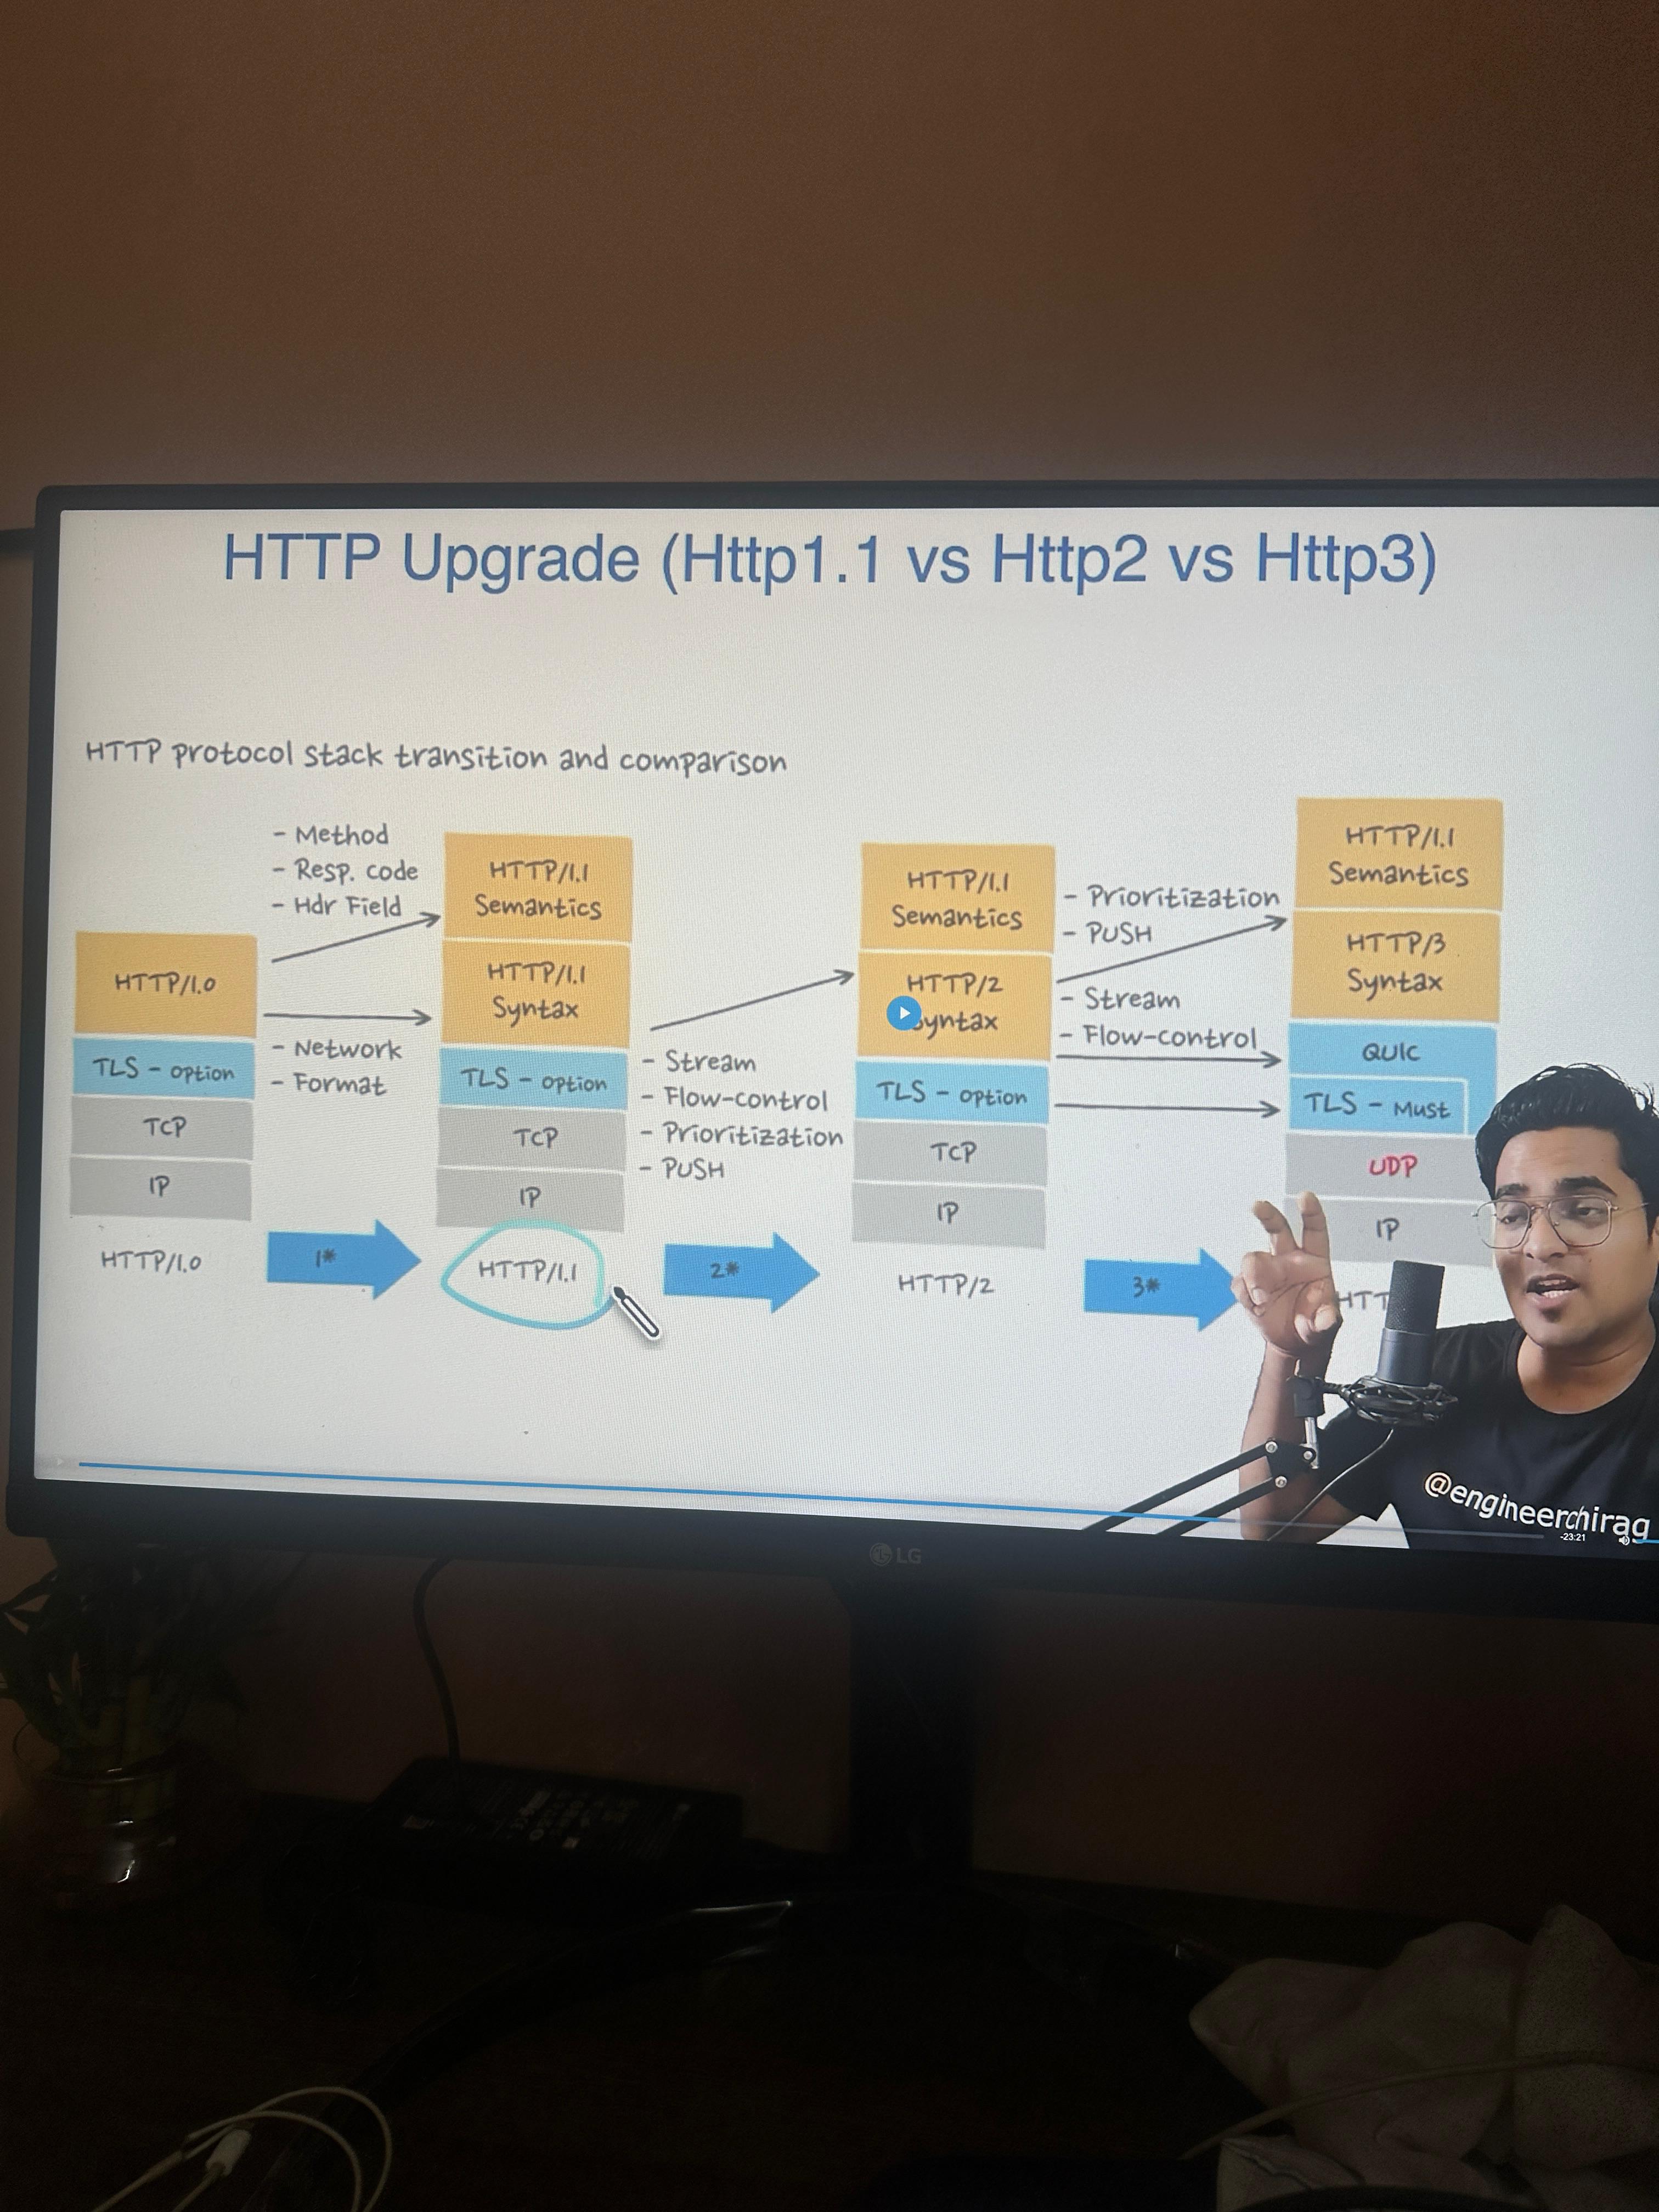 HTTP Upgrade (Http1.1 vs Http2 vs Http3)
HTTP protocol stack transition and comparison
HTTP/1.0
TLS - option
TCP
IP
HTTP/1.0
- Method
- Resp. code
- Hdr Field
- Network
- Format
1*
HTTP/1.1
Semantics
HTTP/1.1
Syntax
TLS - option
TCP
IP
HTTP/1.1
- Stream
- Flow-control
- Prioritization
- PUSH
2*
HTTP/1.1
Semantics
HTTP/2
Syntax
TLS - option
TCP
IP
HTTP/2
- Prioritization
- PUSH
- Stream
- Flow-control
3*
HTTP/1.1
Semantics
HTTP/3
Syntax
QUIC
TLS - Must
UDP
IP
HTT
@engineerchirag
-23:21
LG